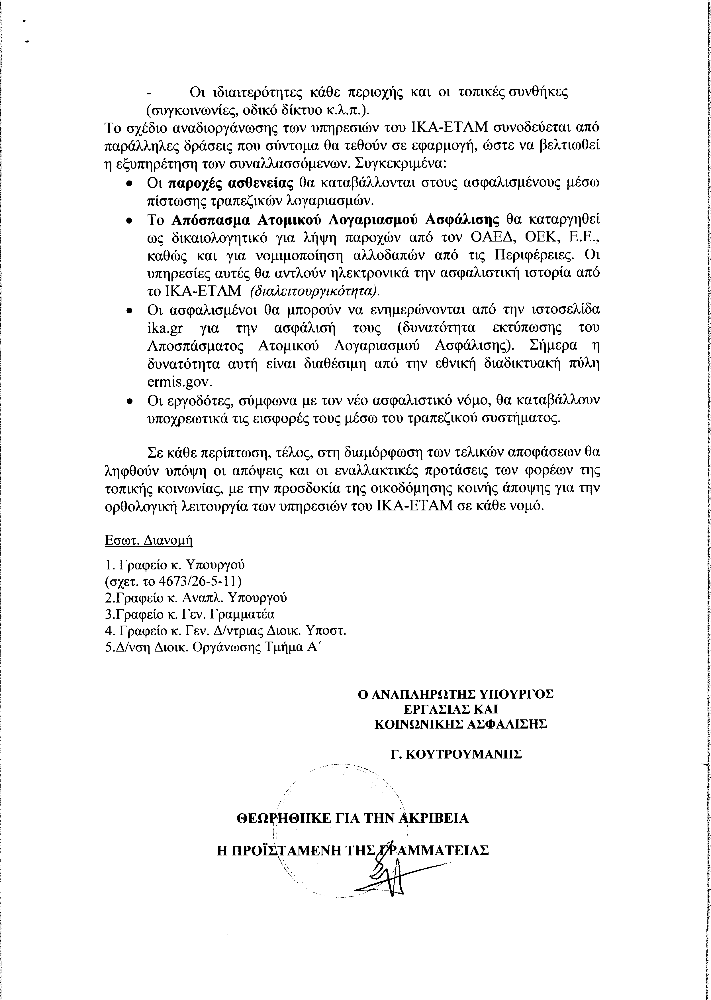 - Οι ιδιαιτερότητες κάθε περιοχής και οι τοπικές συνθήκες
(συγκοινωνίες, οδικό δίκτυο κ.λ.π.).
Το σχέδιο αναδιοργάνωσης των υπηρεσιών του ΙΚΑ-ΕΤΑΜ συνοδεύεται από
παράλληλες δράσεις που σύντομα θα τεθούν σε εφαρμογή, ώστε να βελτιωθεί
η εξυπηρέτηση των συναλλασσόμενων. Συγκεκριμένα:
• Οι παροχές ασθενείας θα καταβάλλονται στους ασφαλισμένους μέσω
πίστωσης τραπεζικών λογαριασμών.
• Το Απόσπασμα Ατομικού Λογαριασμού Ασφάλισης θα καταργηθεί
ως δικαιολογητικό για λήψη παροχών από τον ΟΑΕΔ, ΟΕΚ, Ε.Ε.,
καθώς και για νομιμοποίηση αλλοδαπών από τις Περιφέρειες. Οι
υπηρεσίες αυτές θα αντλούν ηλεκτρονικά την ασφαλιστική ιστορία από
το ΙΚΑ-ΕΤΑΜ (διαλειτουργικότητα).
• Οι ασφαλισμένοι θα μπορούν να ενημερώνονται από την ιστοσελίδα
ika.gr για την ασφάλισή τους (δυνατότητα εκτύπωσης του
Αποσπάσματος Ατομικού Λογαριασμού Ασφάλισης). Σήμερα η
δυνατότητα αυτή είναι διαθέσιμη από την εθνική διαδικτυακή πύλη
ermis.gov.
• Οι εργοδότες, σύμφωνα με τον νέο ασφαλιστικό νόμο, θα καταβάλλουν
υποχρεωτικά τις εισφορές τους μέσω του τραπεζικού συστήματος.
Σε κάθε περίπτωση, τέλος, στη διαμόρφωση των τελικών αποφάσεων θα
ληφθούν υπόψη οι απόψεις και οι εναλλακτικές προτάσεις των φορέων της
τοπικής κοινωνίας, με την προσδοκία της οικοδόμησης κοινής άποψης για την
ορθολογική λειτουργία των υπηρεσιών του ΙΚΑ-ΕΤΑΜ σε κάθε νομό.
Εσωτ. Διανομή
1. Γραφείο κ. Υπουργού
(σχετ. το 4673/26-5-11)
2.Γραφείο κ. Αναπλ. Υπουργού
3.Γραφείο κ. Γεν. Γραμματέα
4. Γραφείο κ. Γεν. Δ/ντριας Διοικ. Υποστ.
5.Δ/νση Διοικ. Οργάνωσης Τμήμα Α΄
Ο ΑΝΑΠΛΗΡΩΤΗΣ ΥΠΟΥΡΓΟΣ
ΕΡΓΑΣΙΑΣ ΚΑΙ
ΚΟΙΝΩΝΙΚΗΣ ΑΣΦΑΛΙΣΗΣ
Γ. ΚΟΥΤΡΟΥΜΑΝΗΣ
ΘΕΩΡΗΘΗΚΕ ΓΙΑ ΤΗΝ ΑΚΡΙΒΕΙΑ
Η ΠΡΟΪΣΤΑΜΕΝΗ ΤΗΣ ΓΡΑΜΜΑΤΕΙΑΣ